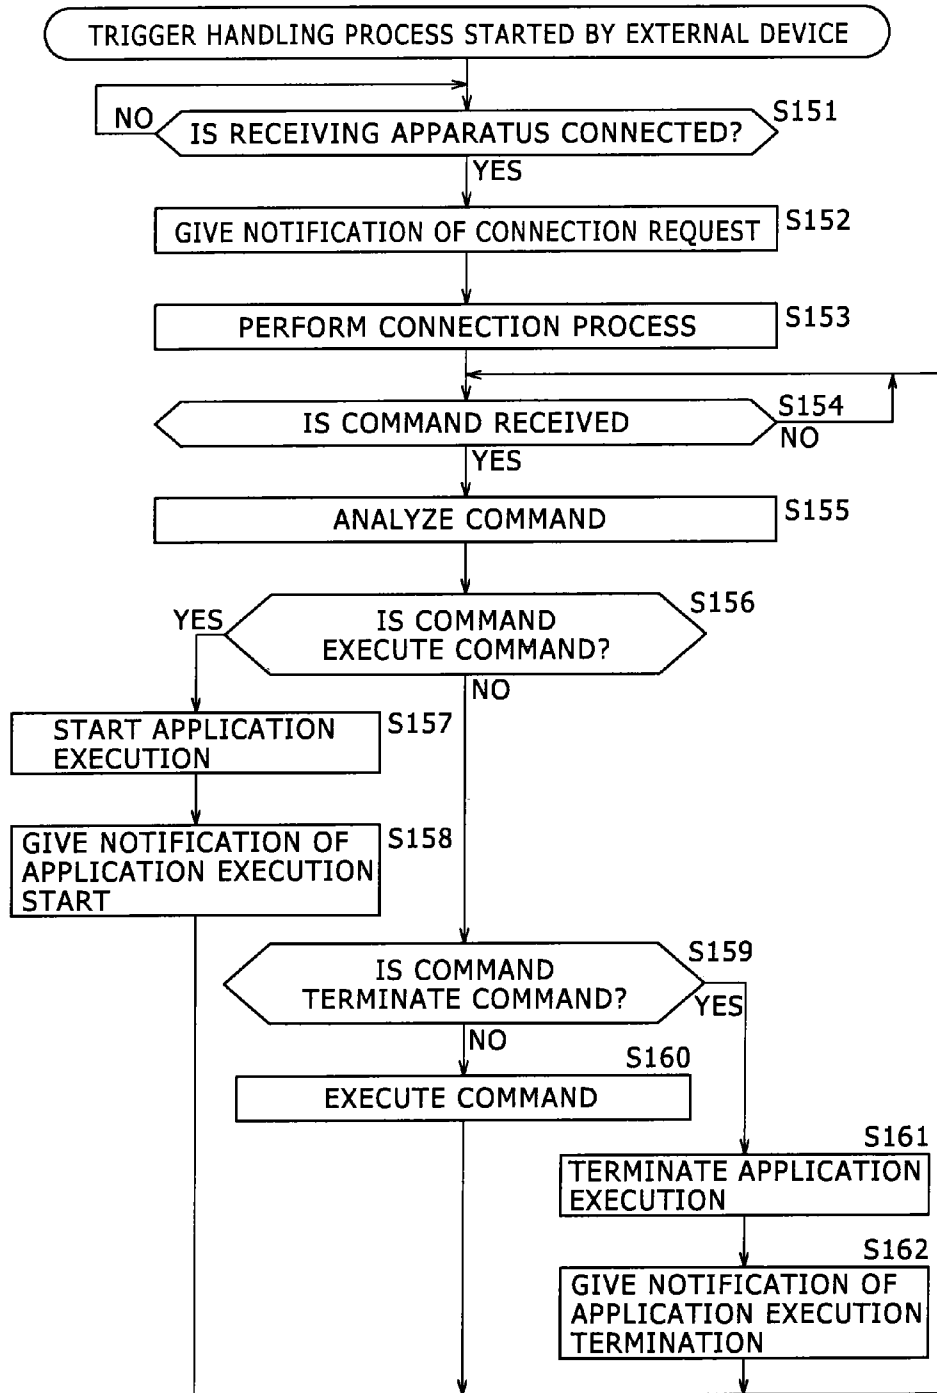 TRIGGER HANDLING PROCESS STARTED BY EXTERNAL DEVICE
NO
IS RECEIVING APPARATUS CONNECTED?
S151
YES
GIVE NOTIFICATION OF CONNECTION REQUEST
S152
PERFORM CONNECTION PROCESS
S153
IS COMMAND RECEIVED
S154
NO
YES
ANALYZE COMMAND
S155
S156
YES
IS COMMAND
EXECUTE COMMAND?
NO
START APPLICATION
EXECUTION
S157
GIVE NOTIFICATION OF
APPLICATION EXECUTION
START
S158
S159
IS COMMAND
TERMINATE COMMAND?
YES
NO
S160
EXECUTE COMMAND
S161
TERMINATE APPLICATION
EXECUTION
S162
GIVE NOTIFICATION OF
APPLICATION EXECUTION
TERMINATION